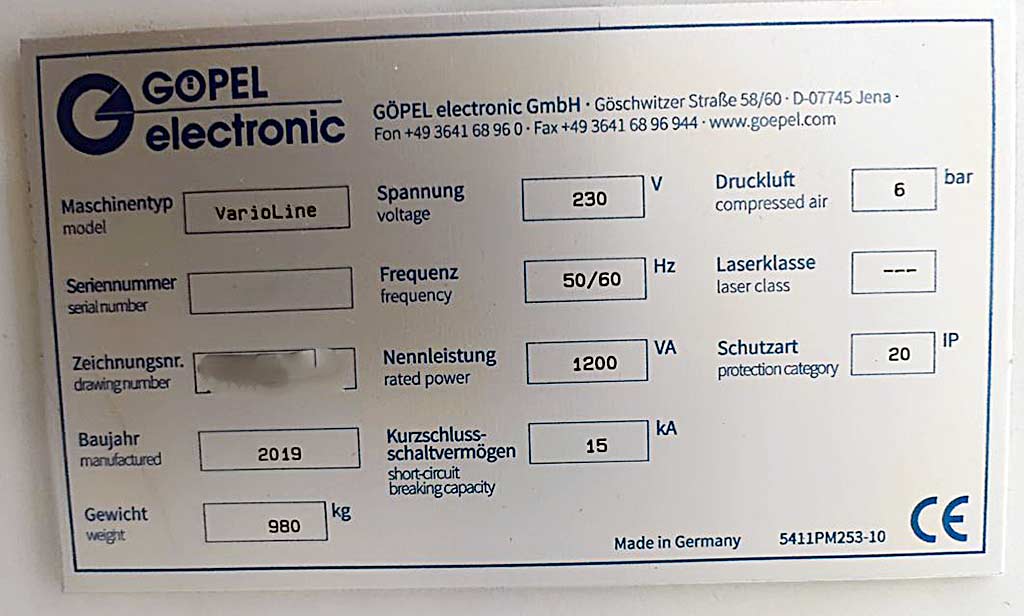 GÖPEL
electronic
GÖPEL electronic GmbH · Göschwitzer Straße 58/60 · D-07745 Jena ·
Fon +49 3641 68 96 0 · Fax +49 3641 68 96 944 · www.goepel.com
Maschinentyp
model
VarioLine
Spannung
voltage
230 V
Druckluft
compressed air
6 bar
Seriennummer
serial number
Frequenz
frequency
50/60 Hz
Laserklasse
laser class
---
Zeichnungsnr.
drawing number
Nennleistung
rated power
1200 VA
Schutzart
protection category
20 IP
Baujahr
manufactured
2019
Kurzschluss-
schaltvermögen
short-circuit
breaking capacity
15 kA
Gewicht
weight
980 kg
Made in Germany
5411PM253-10
CE